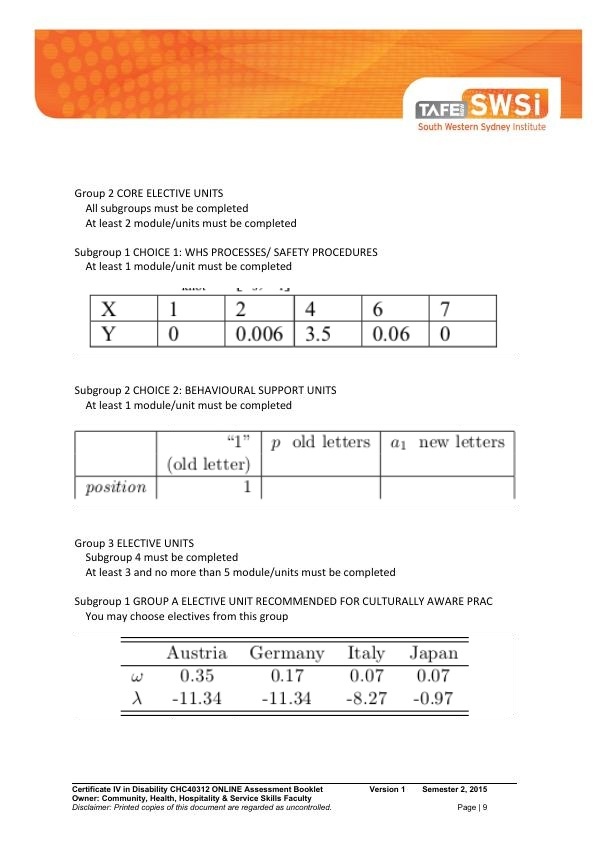 TAFE NSW SWSi
South Western Sydney Institute
Group 2 CORE ELECTIVE UNITS
All subgroups must be completed
At least 2 module/units must be completed
Subgroup 1 CHOICE 1: WHS PROCESSES/ SAFETY PROCEDURES
At least 1 module/unit must be completed
X 1 2 4 6 7
Y 0 0.006 3.5 0.06 0
Subgroup 2 CHOICE 2: BEHAVIOURAL SUPPORT UNITS
At least 1 module/unit must be completed
“1” p old letters a₁ new letters
(old letter)
position 1
Group 3 ELECTIVE UNITS
Subgroup 4 must be completed
At least 3 and no more than 5 module/units must be completed
Subgroup 1 GROUP A ELECTIVE UNIT RECOMMENDED FOR CULTURALLY AWARE PRAC
You may choose electives from this group
Austria Germany Italy Japan
ω 0.35 0.17 0.07 0.07
λ -11.34 -11.34 -8.27 -0.97
Certificate IV in Disability CHC40312 ONLINE Assessment Booklet Version 1 Semester 2, 2015
Owner: Community, Health, Hospitality & Service Skills Faculty
Disclaimer: Printed copies of this document are regarded as uncontrolled. Page | 9